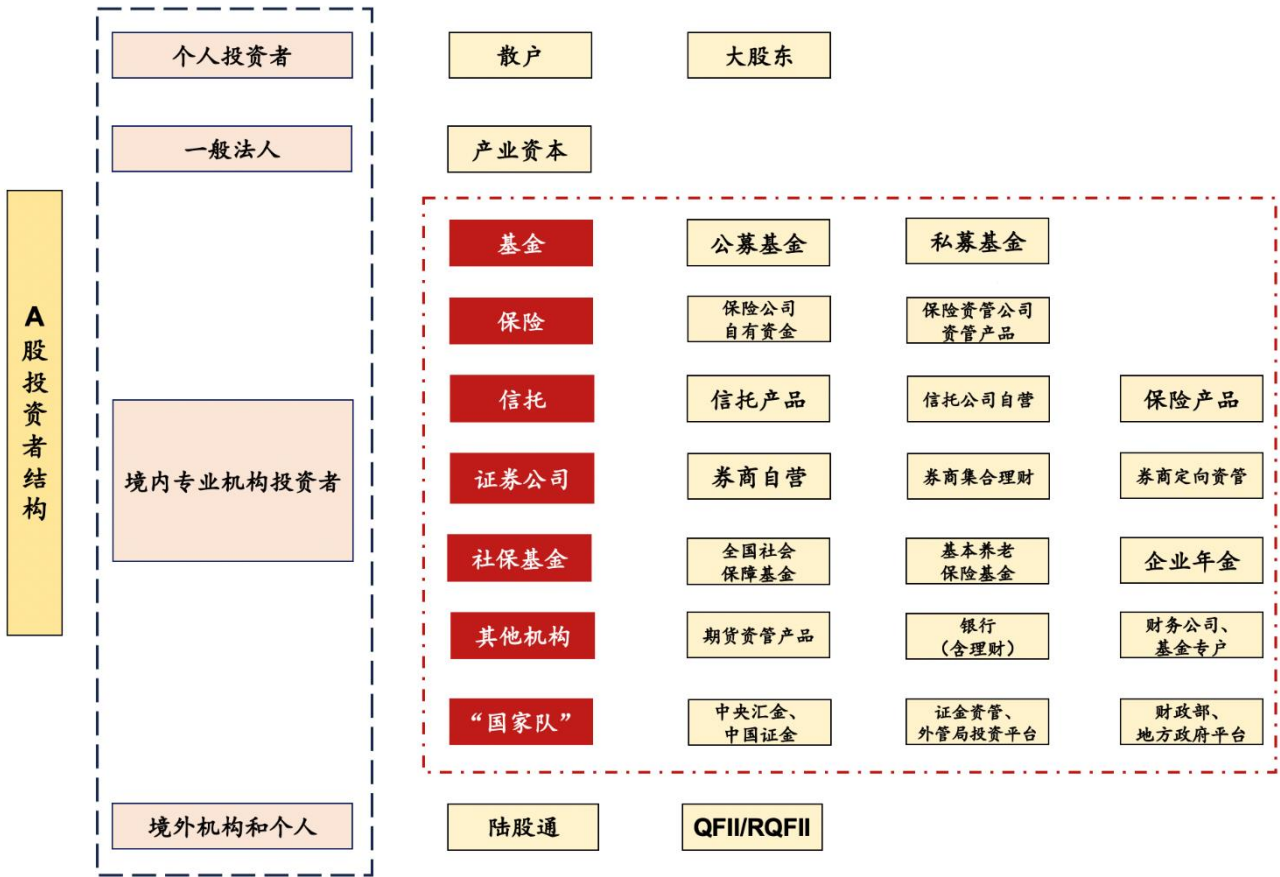 A股投资者结构
个人投资者
散户
大股东
一般法人
产业资本
境内专业机构投资者
基金
公募基金
私募基金
保险
保险公司
自有资金
保险资管公司
资管产品
信托
信托产品
信托公司自营
保险产品
证券公司
券商自营
券商集合理财
券商定向资管
社保基金
全国社会
保障基金
基本养老
保险基金
企业年金
其他机构
期货资管产品
银行
（含理财）
财务公司、
基金专户
“国家队”
中央汇金、
中国证金
证金资管、
外管局投资平台
财政部、
地方政府平台
境外机构和个人
陆股通
QFII/RQFII